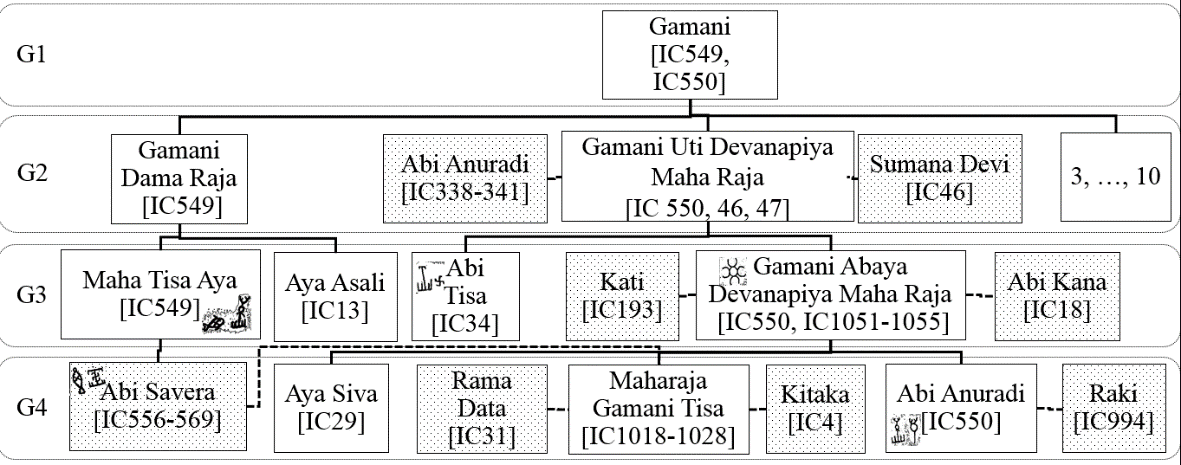 G1
Gamani
[IC549,
IC550]
G2
Gamani
Dama Raja
[IC549]
Abi Anuradi
[IC338-341]
Gamani Uti Devanapiya
Maha Raja
[IC 550, 46, 47]
Sumana Devi
[IC46]
3, …, 10
G3
Maha Tisa Aya
[IC549]
Aya Asali
[IC13]
Abi
Tisa
[IC34]
Kati
[IC193]
Gamani Abaya
Devanapiya Maha Raja
[IC550, IC1051-1055]
Abi Kana
[IC18]
G4
Abi Savera
[IC556-569]
Aya Siva
[IC29]
Rama
Data
[IC31]
Maharaja
Gamani Tisa
[IC1018-1028]
Kitaka
[IC4]
Abi Anuradi
[IC550]
Raki
[IC994]